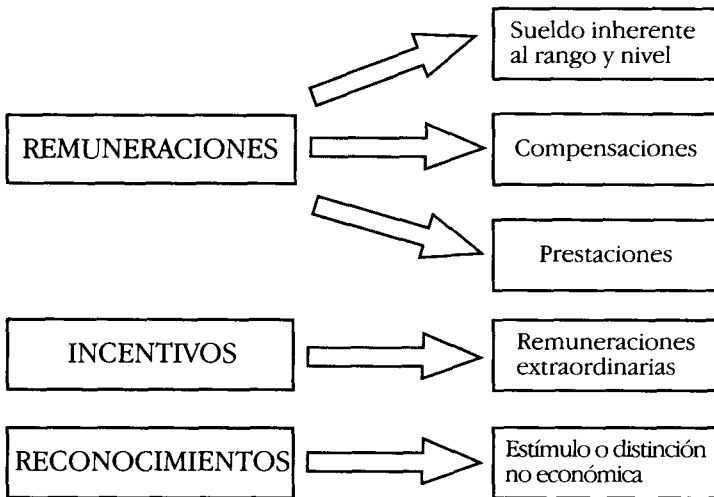 Sueldo inherente
al rango y nivel
REMUNERACIONES
Compensaciones
Prestaciones
INCENTIVOS
Remuneraciones
extraordinarias
RECONOCIMIENTOS
Estímulo o distinción
no económica